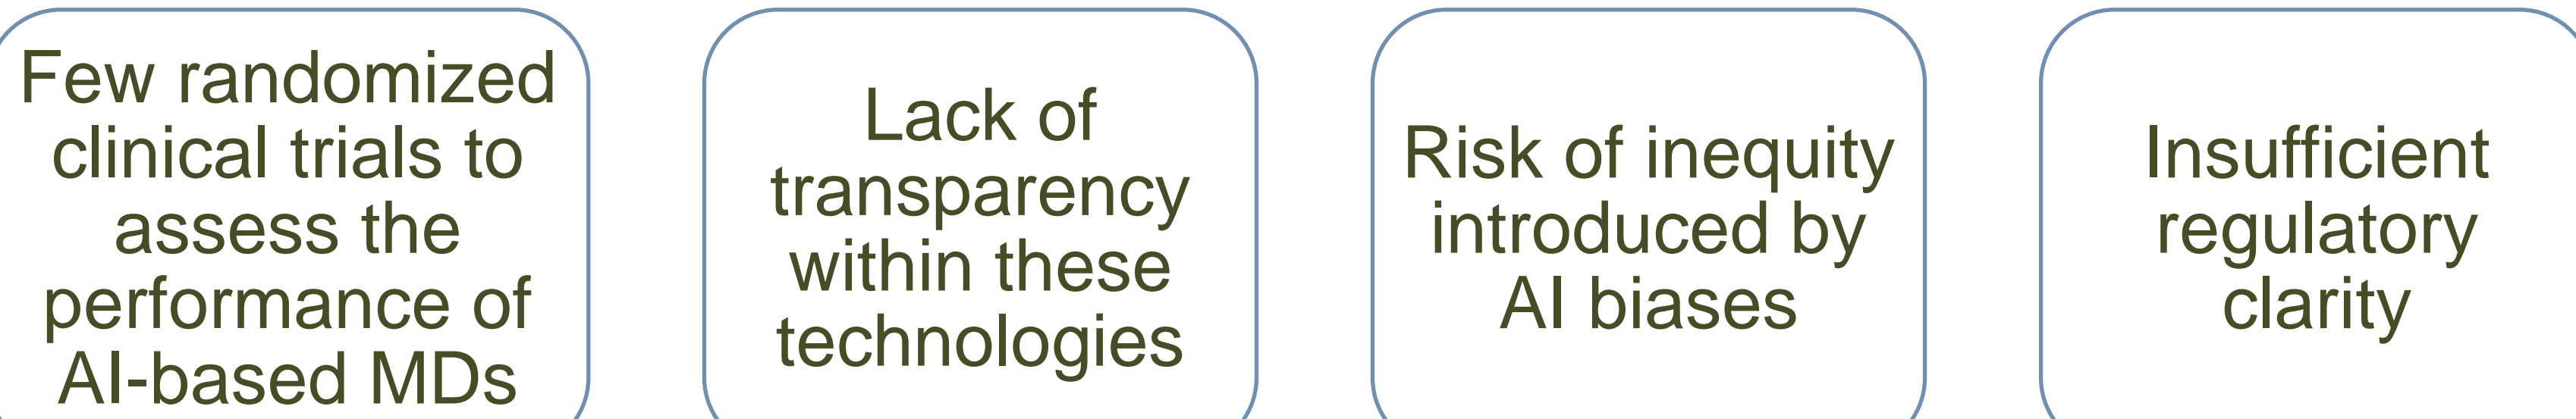 Few randomized
clinical trials to
assess the
performance of
AI-based MDs
Lack of
transparency
within these
technologies
Risk of inequity
introduced by
AI biases
Insufficient
regulatory
clarity